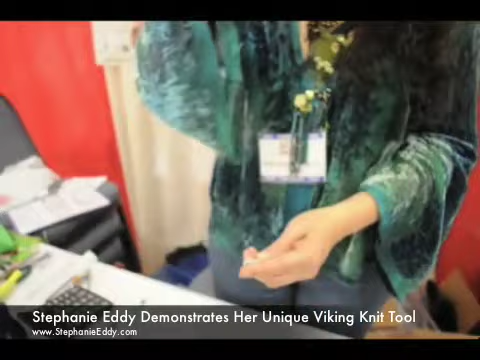 Stephanie Eddy Demonstrates Her Unique Viking Knit Tool
www.StephanieEddy.com